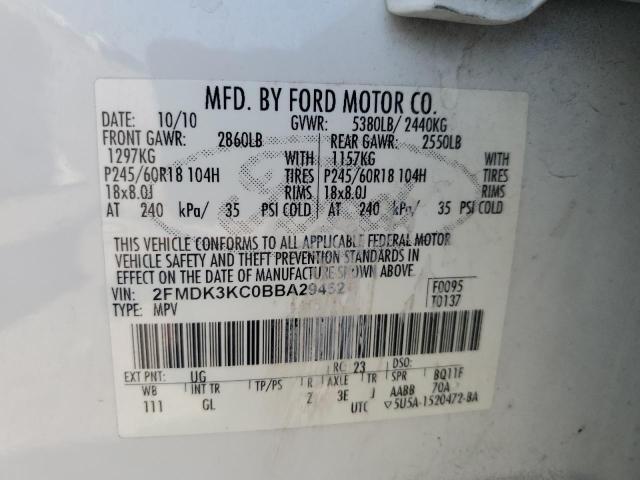 MFD. BY FORD MOTOR CO.
DATE: 10/10 GVWR: 5380LB/ 2440KG
FRONT GAWR: 2860LB REAR GAWR: 2550LB
1297KG WITH 1157KG WITH
P245/60R18 104H TIRES P245/60R18 104H TIRES
18x8.0J RIMS 18x8.0J RIMS
AT 240 kPa/ 35 PSI COLD AT 240 kPa/ 35 PSI COLD
THIS VEHICLE CONFORMS TO ALL APPLICABLE FEDERAL MOTOR
VEHICLE SAFETY AND THEFT PREVENTION STANDARDS IN
EFFECT ON THE DATE OF MANUFACTURE SHOWN ABOVE.
VIN: F0095
TYPE: MPV T0137
RC: 23 DSO:
EXT PNT: UG
WB INT TR TP/PS R AXLE TR SPR BQ11F
111 GL 2 3E J AABB 70A
UTC ▽5U5A-1520472-BA